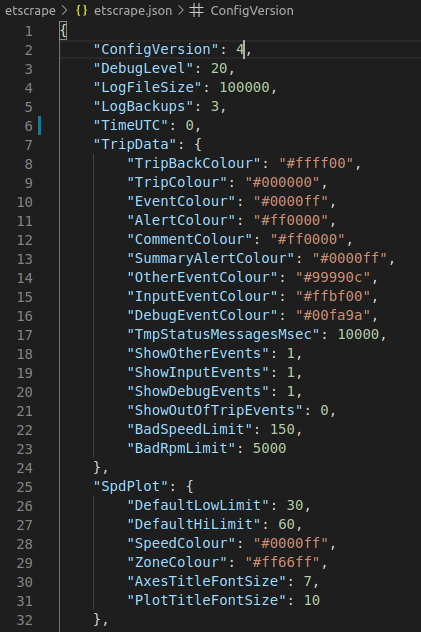 etscrape > {} etscrape.json > ConfigVersion
1 {
2 "ConfigVersion": 4,
3 "DebugLevel": 20,
4 "LogFileSize": 100000,
5 "LogBackups": 3,
6 "TimeUTC": 0,
7 "TripData": {
8 "TripBackColour": "#ffff00",
9 "TripColour": "#000000",
10 "EventColour": "#0000ff",
11 "AlertColour": "#ff0000",
12 "CommentColour": "#ff0000",
13 "SummaryAlertColour": "#0000ff",
14 "OtherEventColour": "#99990c",
15 "InputEventColour": "#ffbf00",
16 "DebugEventColour": "#00fa9a",
17 "TmpStatusMessagesMsec": 10000,
18 "ShowOtherEvents": 1,
19 "ShowInputEvents": 1,
20 "ShowDebugEvents": 1,
21 "ShowOutOfTripEvents": 0,
22 "BadSpeedLimit": 150,
23 "BadRpmLimit": 5000
24 },
25 "SpdPlot": {
26 "DefaultLowLimit": 30,
27 "DefaultHiLimit": 60,
28 "SpeedColour": "#0000ff",
29 "ZoneColour": "#ff66ff",
30 "AxesTitleFontSize": 7,
31 "PlotTitleFontSize": 10
32 },